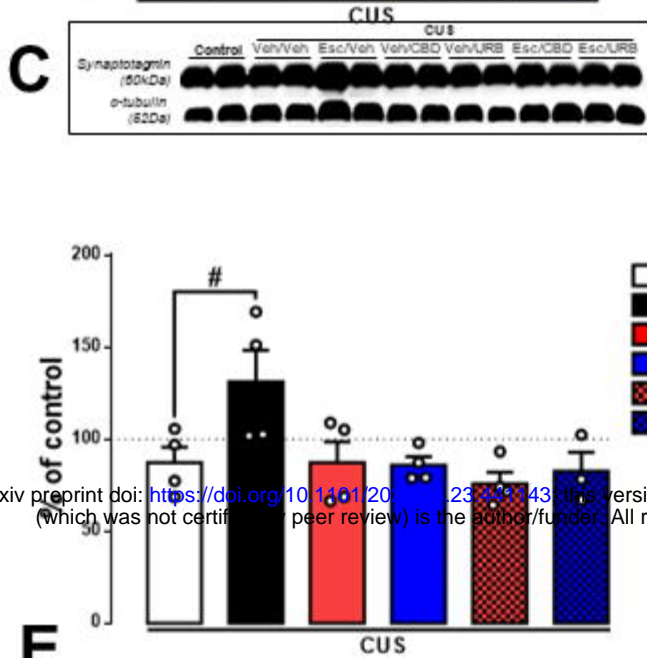 CUS
C
CUS
Control Veh/Veh Esc/Veh Veh/CBD Veh/URB Esc/CBD Esc/URB
Synaptotagmin
(60kDa)
α-tubulin
(52Da)
200
#
150
% of control
100
xiv preprint doi: https://doi.org/10.1101/20 .23.441143; this versi
(which was not certif y peer review) is the author/funder. All r
50
0
CUS